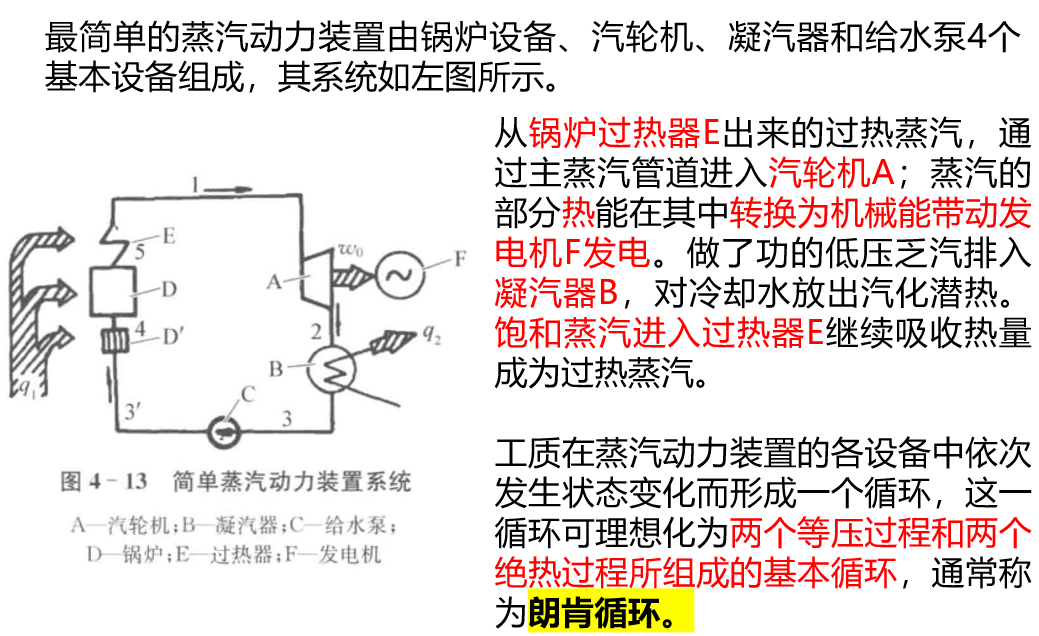 最简单的蒸汽动力装置由锅炉设备、汽轮机、凝汽器和给水泵4个
基本设备组成，其系统如左图所示。
从锅炉过热器E出来的过热蒸汽，通
过主蒸汽管道进入汽轮机A；蒸汽的
部分热能在其中转换为机械能带动发
电机F发电。做了功的低压乏汽排入
凝汽器B，对冷却水放出汽化潜热。
饱和蒸汽进入过热器E继续吸收热量
成为过热蒸汽。
工质在蒸汽动力装置的各设备中依次
发生状态变化而形成一个循环，这一
循环可理想化为两个等压过程和两个
绝热过程所组成的基本循环，通常称
为朗肯循环。
1
E
5
w₀
F
A
D
4
D′
2
q₂
B
q₁
3′
C
3
图 4-13 简单蒸汽动力装置系统
A—汽轮机;B—凝汽器;C—给水泵;
D—锅炉;E—过热器;F—发电机